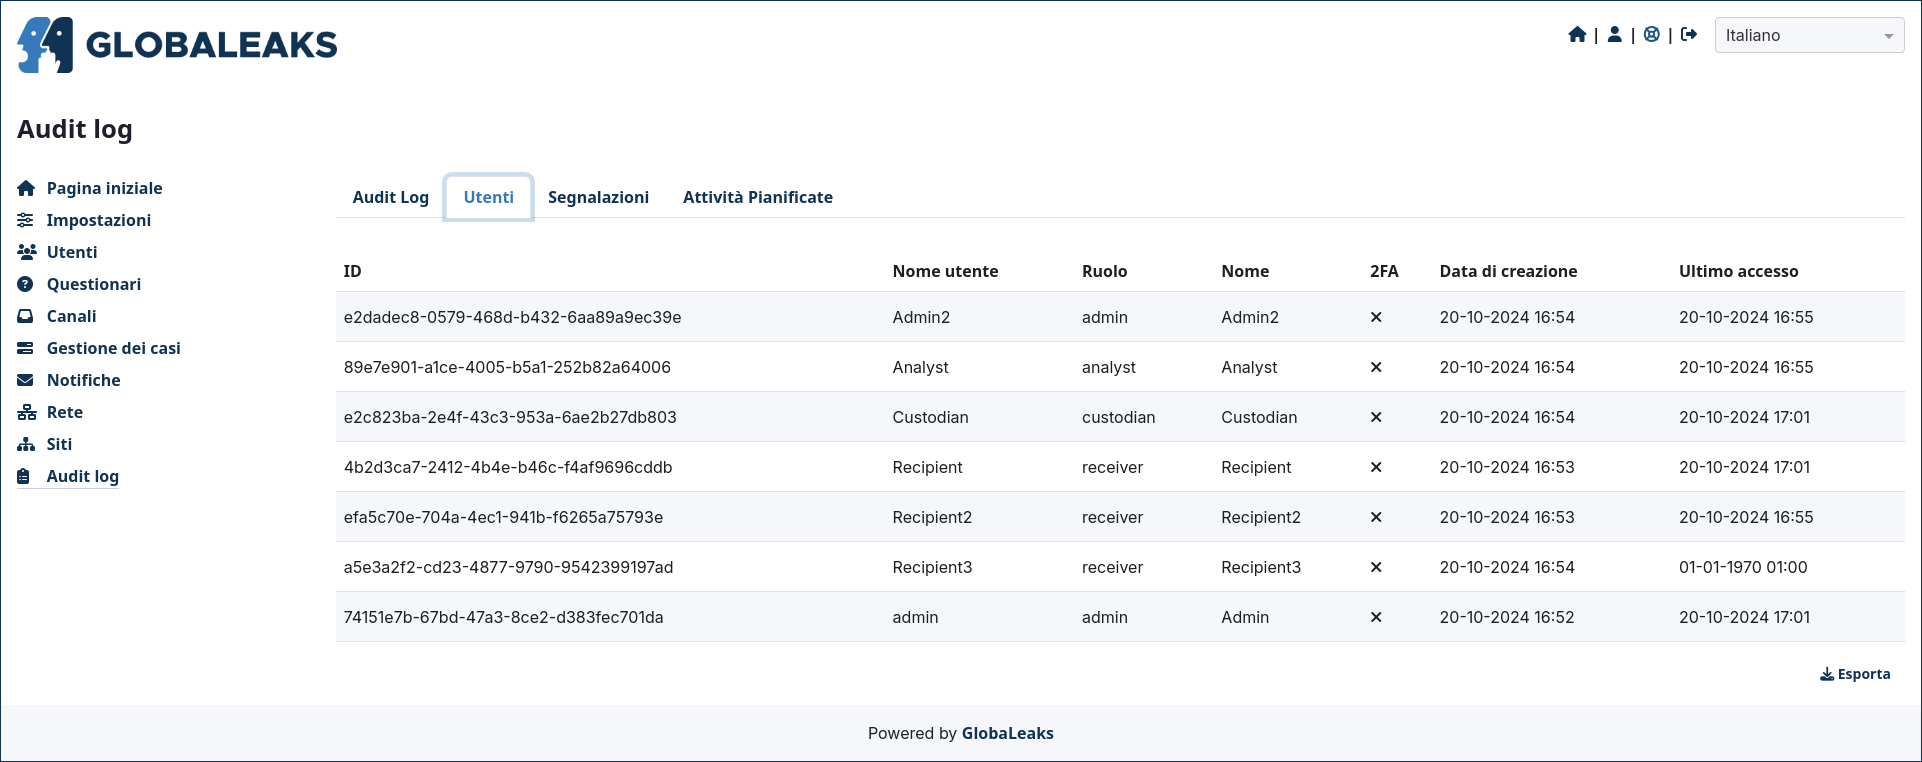 GLOBALEAKS
| | | Italiano
Audit log
Pagina iniziale
Impostazioni
Utenti
Questionari
Canali
Gestione dei casi
Notifiche
Rete
Siti
Audit log
Audit Log Utenti Segnalazioni Attività Pianificate
ID Nome utente Ruolo Nome 2FA Data di creazione Ultimo accesso
e2dadec8-0579-468d-b432-6aa89a9ec39e Admin2 admin Admin2 20-10-2024 16:54 20-10-2024 16:55
89e7e901-a1ce-4005-b5a1-252b82a64006 Analyst analyst Analyst 20-10-2024 16:54 20-10-2024 16:55
e2c823ba-2e4f-43c3-953a-6ae2b27db803 Custodian custodian Custodian 20-10-2024 16:54 20-10-2024 17:01
4b2d3ca7-2412-4b4e-b46c-f4af9696cddb Recipient receiver Recipient 20-10-2024 16:53 20-10-2024 17:01
efa5c70e-704a-4ec1-941b-f6265a75793e Recipient2 receiver Recipient2 20-10-2024 16:53 20-10-2024 16:55
a5e3a2f2-cd23-4877-9790-9542399197ad Recipient3 receiver Recipient3 20-10-2024 16:54 01-01-1970 01:00
74151e7b-67bd-47a3-8ce2-d383fec701da admin admin Admin 20-10-2024 16:52 20-10-2024 17:01
Esporta
Powered by GlobaLeaks